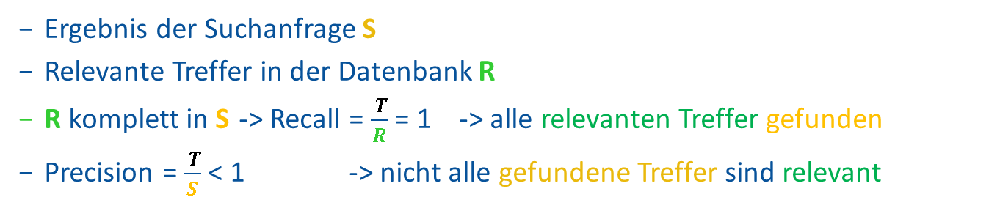 – Ergebnis der Suchanfrage S
– Relevante Treffer in der Datenbank R
– R komplett in S -> Recall = T/R = 1 -> alle relevanten Treffer gefunden
– Precision = T/S < 1 -> nicht alle gefundene Treffer sind relevant